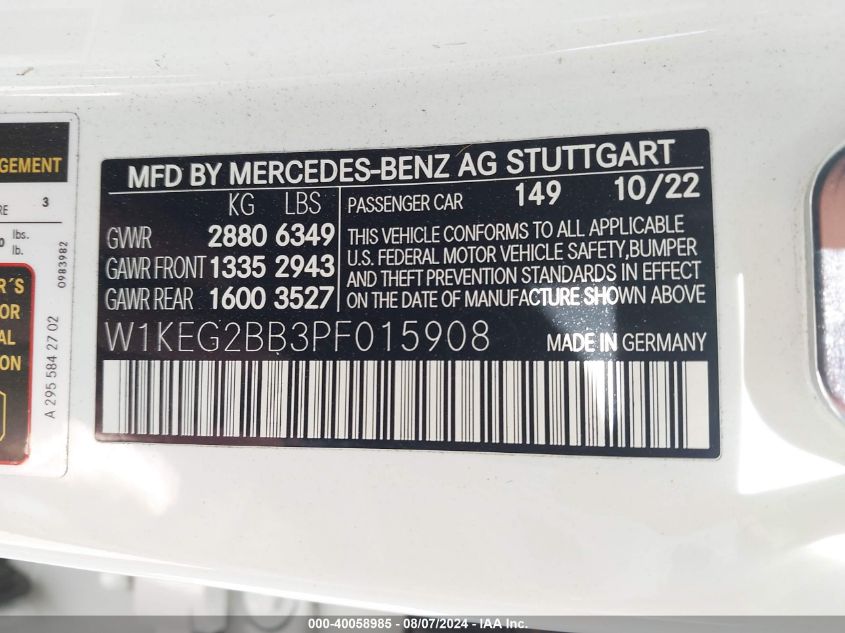 GEMENT
RE 3
0 lbs.
lb.
0983982
R´S
OR
AL
ION
A 295 584 27 02
MFD BY MERCEDES-BENZ AG STUTTGART
KG LBS
GVWR 2880 6349
GAWR FRONT 1335 2943
GAWR REAR 1600 3527
PASSENGER CAR 149 10/22
THIS VEHICLE CONFORMS TO ALL APPLICABLE
U.S. FEDERAL MOTOR VEHICLE SAFETY,BUMPER
AND THEFT PREVENTION STANDARDS IN EFFECT
ON THE DATE OF MANUFACTURE SHOWN ABOVE
W1KEG2BB3PF015908 MADE IN GERMANY
000-40058985 - 08/07/2024 - IAA Inc.